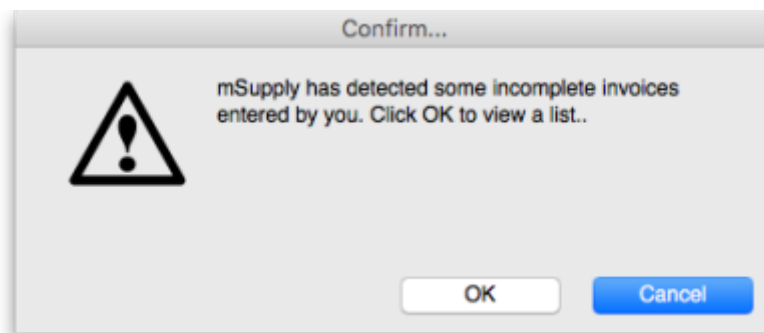 Confirm...
mSupply has detected some incomplete invoices
entered by you. Click OK to view a list..
OK
Cancel